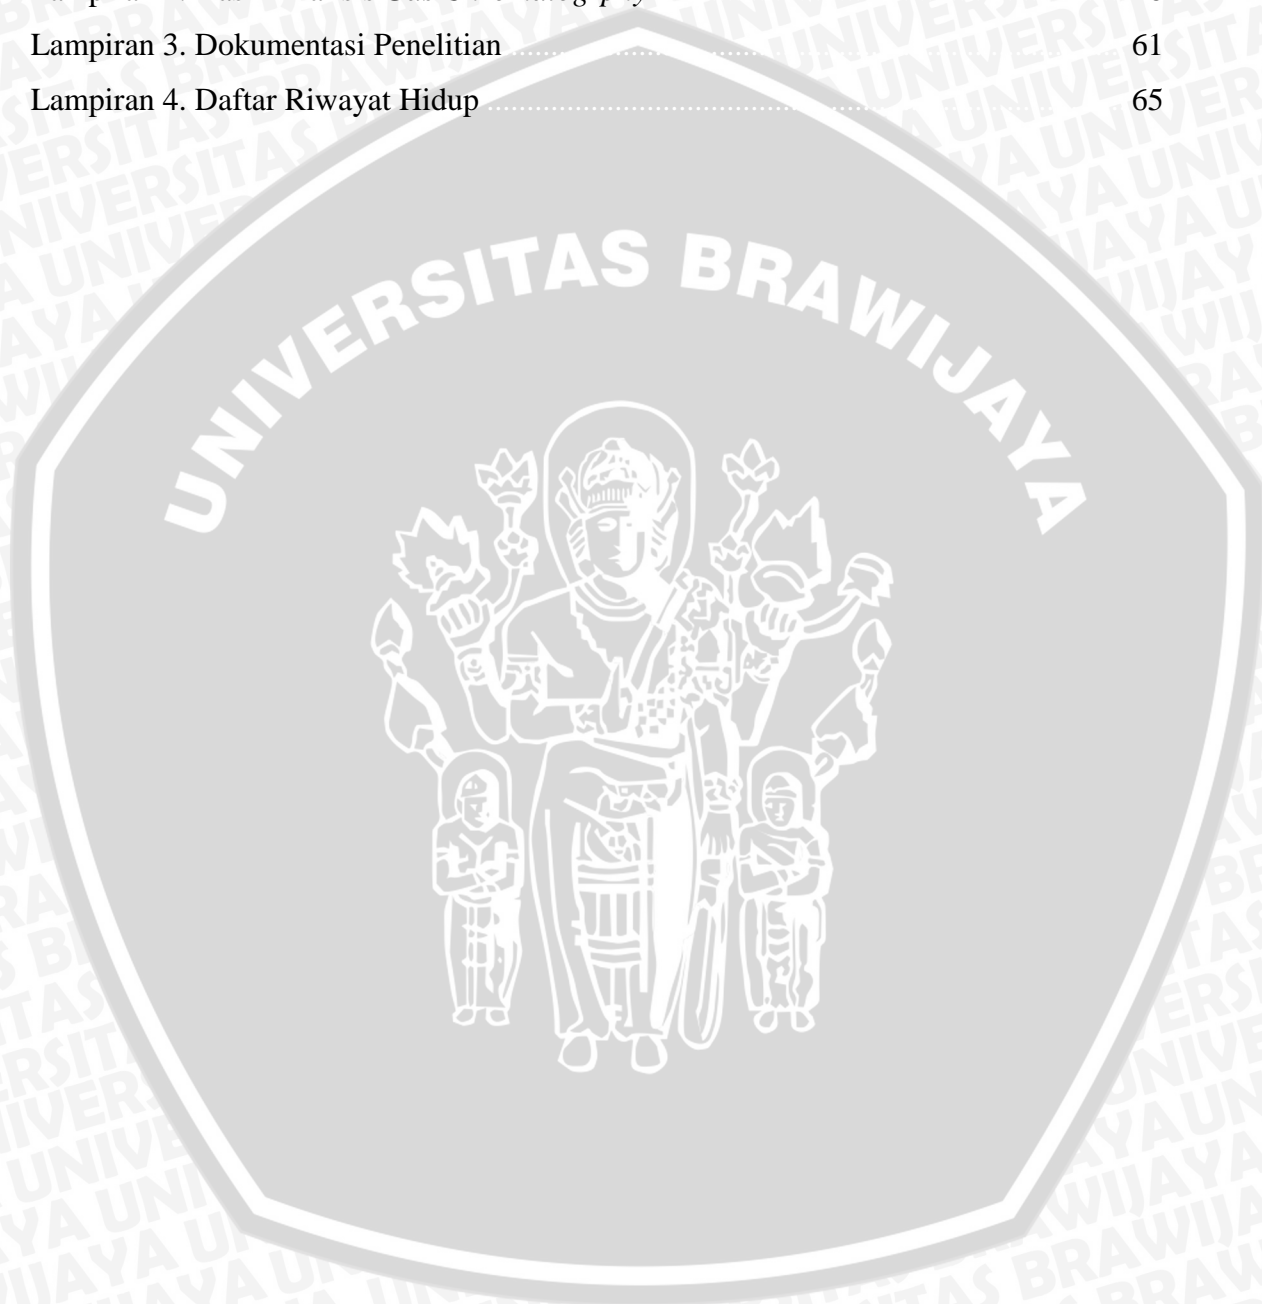 Lampiran 3. Dokumentasi Penelitian ........................ 61
Lampiran 4. Daftar Riwayat Hidup ........................ 65
UNIVERSITAS BRAWIJAYA